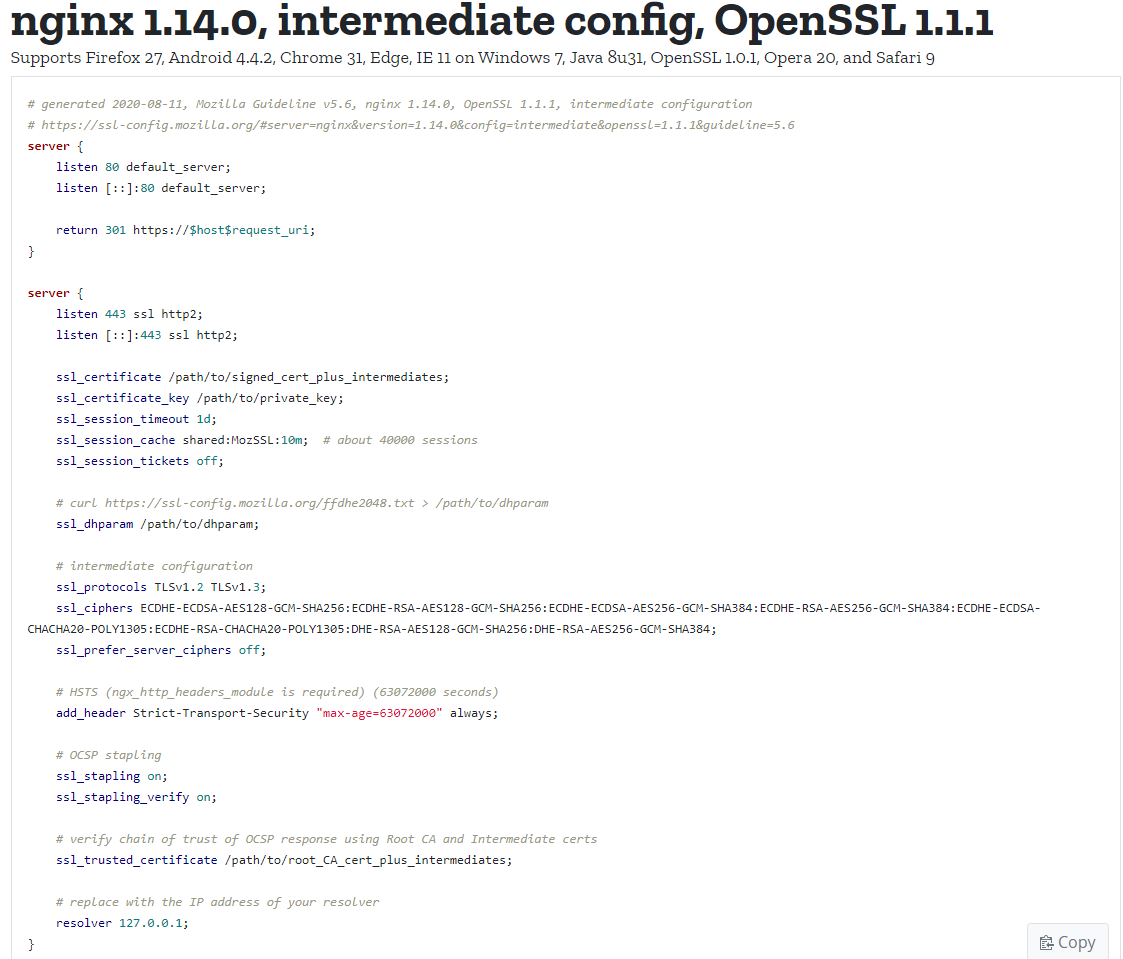 nginx 1.14.0, intermediate config, OpenSSL 1.1.1
Supports Firefox 27, Android 4.4.2, Chrome 31, Edge, IE 11 on Windows 7, Java 8u31, OpenSSL 1.0.1, Opera 20, and Safari 9
# generated 2020-08-11, Mozilla Guideline v5.6, nginx 1.14.0, OpenSSL 1.1.1, intermediate configuration
# https://ssl-config.mozilla.org/#server=nginx&version=1.14.0&config=intermediate&openssl=1.1.1&guideline=5.6
server {
    listen 80 default_server;
    listen [::]:80 default_server;

    return 301 https://$host$request_uri;
}

server {
    listen 443 ssl http2;
    listen [::]:443 ssl http2;

    ssl_certificate /path/to/signed_cert_plus_intermediates;
    ssl_certificate_key /path/to/private_key;
    ssl_session_timeout 1d;
    ssl_session_cache shared:MozSSL:10m;  # about 40000 sessions
    ssl_session_tickets off;

    # curl https://ssl-config.mozilla.org/ffdhe2048.txt > /path/to/dhparam
    ssl_dhparam /path/to/dhparam;

    # intermediate configuration
    ssl_protocols TLSv1.2 TLSv1.3;
    ssl_ciphers ECDHE-ECDSA-AES128-GCM-SHA256:ECDHE-RSA-AES128-GCM-SHA256:ECDHE-ECDSA-AES256-GCM-SHA384:ECDHE-RSA-AES256-GCM-SHA384:ECDHE-ECDSA-
CHACHA20-POLY1305:ECDHE-RSA-CHACHA20-POLY1305:DHE-RSA-AES128-GCM-SHA256:DHE-RSA-AES256-GCM-SHA384;
    ssl_prefer_server_ciphers off;

    # HSTS (ngx_http_headers_module is required) (63072000 seconds)
    add_header Strict-Transport-Security "max-age=63072000" always;

    # OCSP stapling
    ssl_stapling on;
    ssl_stapling_verify on;

    # verify chain of trust of OCSP response using Root CA and Intermediate certs
    ssl_trusted_certificate /path/to/root_CA_cert_plus_intermediates;

    # replace with the IP address of your resolver
    resolver 127.0.0.1;
}
Copy